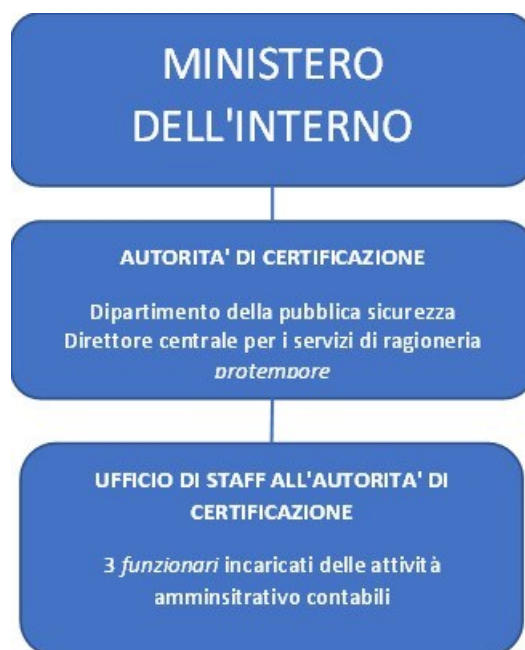 MINISTERO
DELL'INTERNO
AUTORITA' DI CERTIFICAZIONE
Dipartimento della pubblica sicurezza
Direttore centrale per i servizi di ragioneria
protempore
UFFICIO DI STAFF ALL'AUTORITA' DI
CERTIFICAZIONE
3 funzionari incaricati delle attività
amminsitrativo contabili